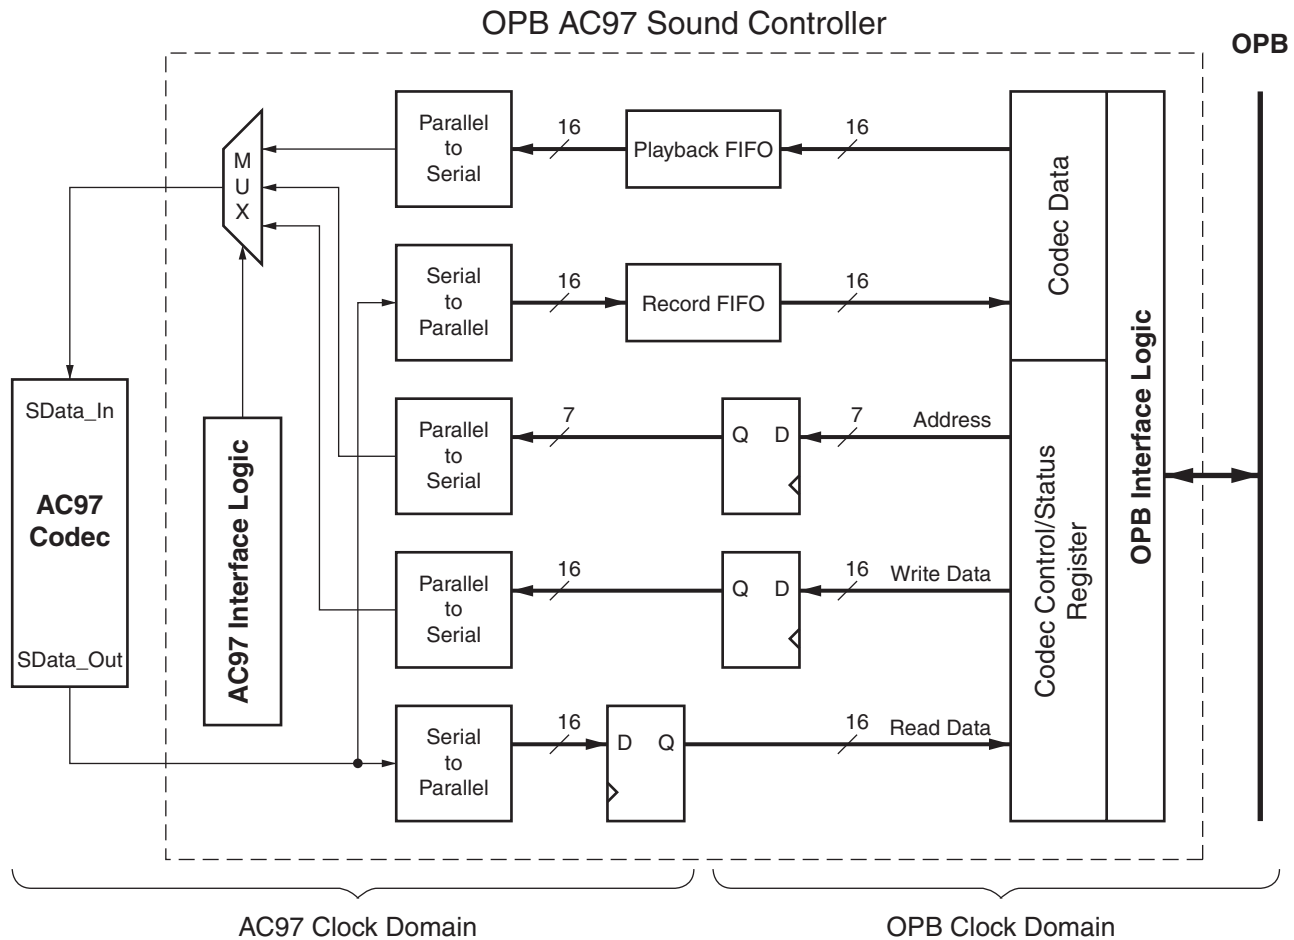 OPB AC97 Sound Controller
OPB
Parallel
to
Serial
16
Playback FIFO
16
Codec Data
M
U
X
Serial
to
Parallel
16
Record FIFO
16
SData_In
AC97
Codec
SData_Out
AC97 Interface Logic
Parallel
to
Serial
7
Q D
7
Address
Parallel
to
Serial
16
Q D
16
Write Data
Serial
to
Parallel
16
D Q
16
Read Data
Codec Control/Status
Register
OPB Interface Logic
AC97 Clock Domain
OPB Clock Domain